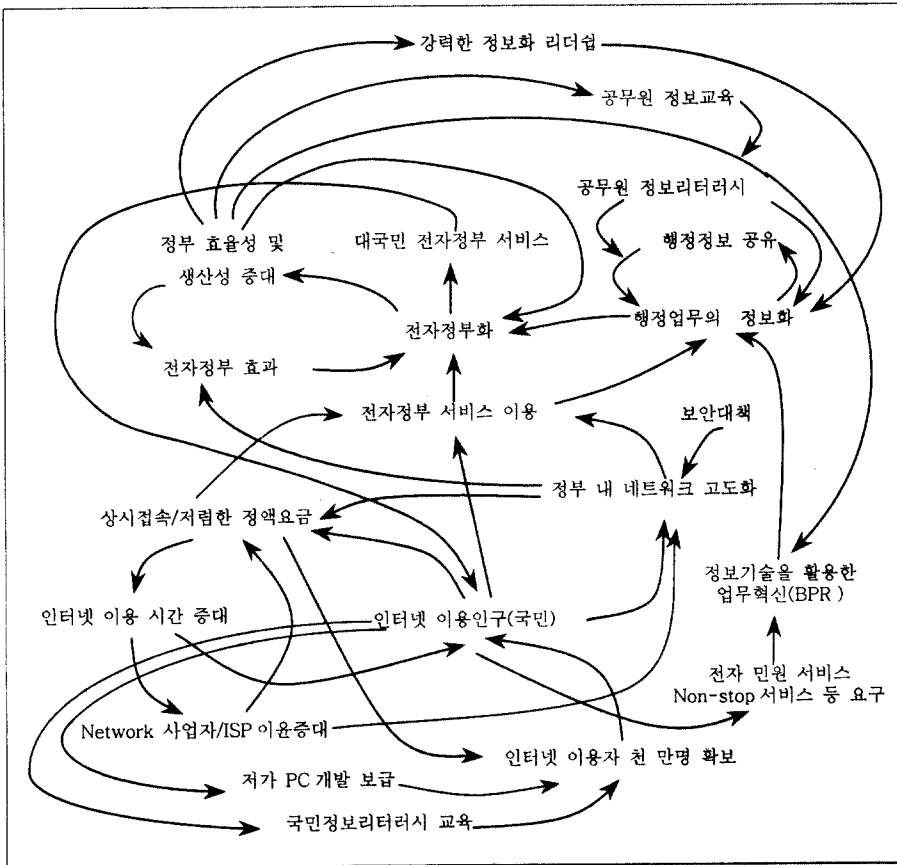 강력한 정보화 리더쉽
공무원 정보교육
공무원 정보리터러시
정부 효율성 및
생산성 증대
대국민 전자정부 서비스
행정정보 공유
전자정부화
행정업무의 정보화
전자정부 효과
전자정부 서비스 이용
보안대책
정부 내 네트워크 고도화
상시접속/저렴한 정액요금
정보기술을 활용한
업무혁신(BPR)
인터넷 이용 시간 증대
인터넷 이용인구(국민)
전자 민원 서비스
Non-stop 서비스 등 요구
Network 사업자/ISP 이윤증대
인터넷 이용자 천 만명 확보
저가 PC 개발 보급
국민정보리터러시 교육